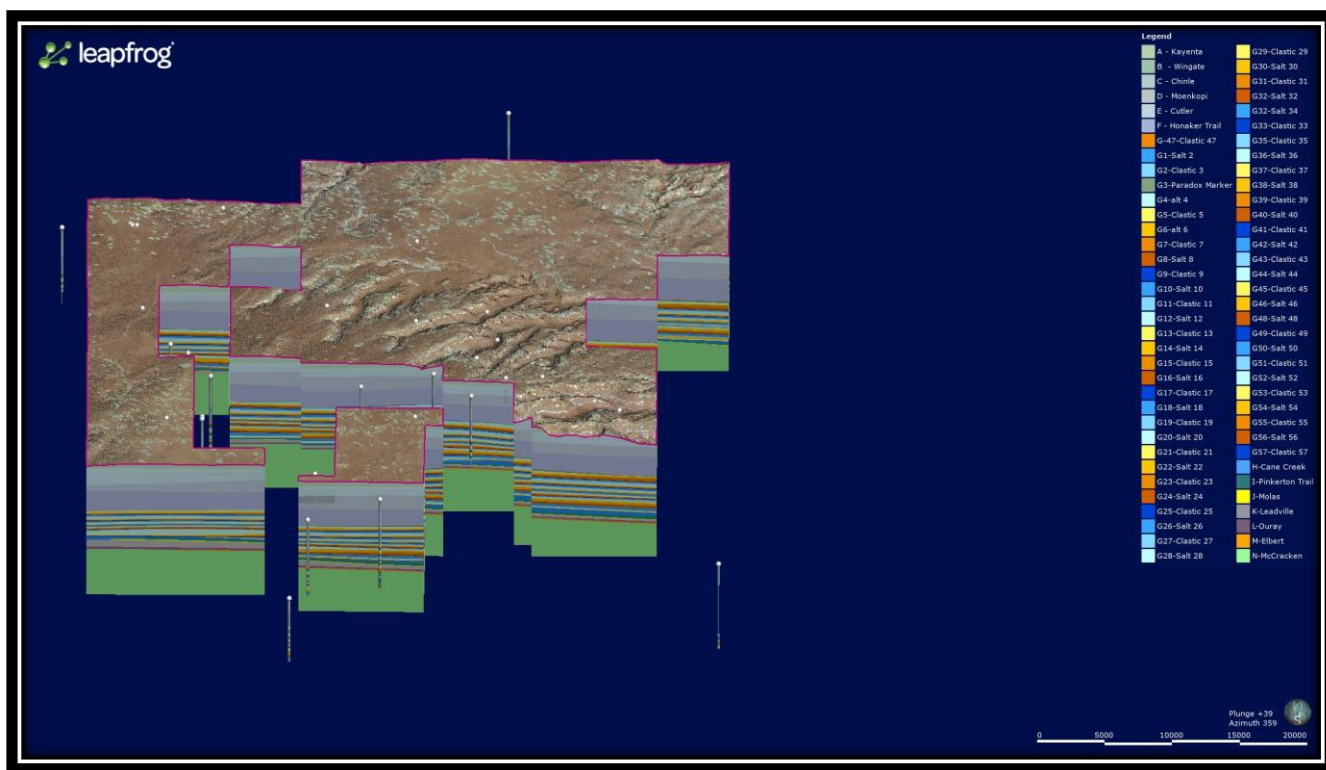 leapfrog
Legend
A - Kayenta
B - Wingate
C - Chinle
D - Moenkopi
E - Cutler
F - Honaker Trail
G-47-Clastic 47
G1-Salt 2
G2-Clastic 3
G3-Paradox Marker
G4-alt 4
G5-Clastic 5
G6-alt 6
G7-Clastic 7
G8-Salt 8
G9-Clastic 9
G10-Salt 10
G11-Clastic 11
G12-Salt 12
G13-Clastic 13
G14-Salt 14
G15-Clastic 15
G16-Salt 16
G17-Clastic 17
G18-Salt 18
G19-Clastic 19
G20-Salt 20
G21-Clastic 21
G22-Salt 22
G23-Clastic 23
G24-Salt 24
G25-Clastic 25
G26-Salt 26
G27-Clastic 27
G28-Salt 28
G29-Clastic 29
G30-Salt 30
G31-Clastic 31
G32-Salt 32
G32-Salt 34
G33-Clastic 33
G35-Clastic 35
G36-Salt 36
G37-Clastic 37
G38-Salt 38
G39-Clastic 39
G40-Salt 40
G41-Clastic 41
G42-Salt 42
G43-Clastic 43
G44-Salt 44
G45-Clastic 45
G46-Salt 46
G48-Salt 48
G49-Clastic 49
G50-Salt 50
G51-Clastic 51
G52-Salt 52
G53-Clastic 53
G54-Salt 54
G55-Clastic 55
G56-Salt 56
G57-Clastic 57
H-Cane Creek
I-Pinkerton Trail
J-Molas
K-Leadville
L-Ouray
M-Elbert
N-McCracken
Plunge +39
Azimuth 359
0 5000 10000 15000 20000